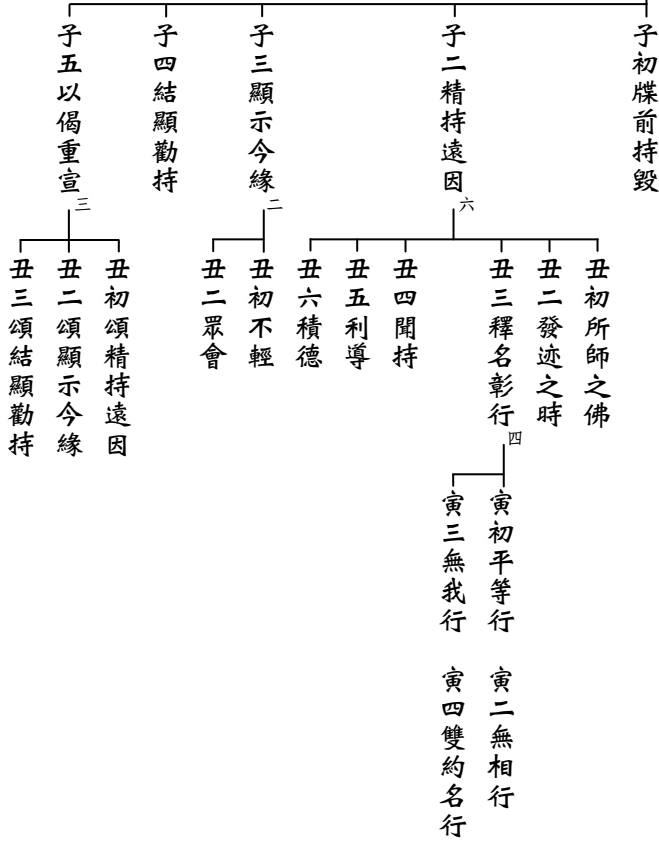 子初牒前持毀
子二精持遠因
子三顯示今緣
子四結顯勸持
子五以偈重宣
六
二
三
丑初所師之佛
丑二發迹之時
丑三釋名彰行
丑四聞持
丑五利導
丑六積德
丑初不輕
丑二眾會
丑初頌精持遠因
丑二頌顯示今緣
丑三頌結顯勸持
四
寅初平等行
寅二無相行
寅三無我行
寅四雙約名行